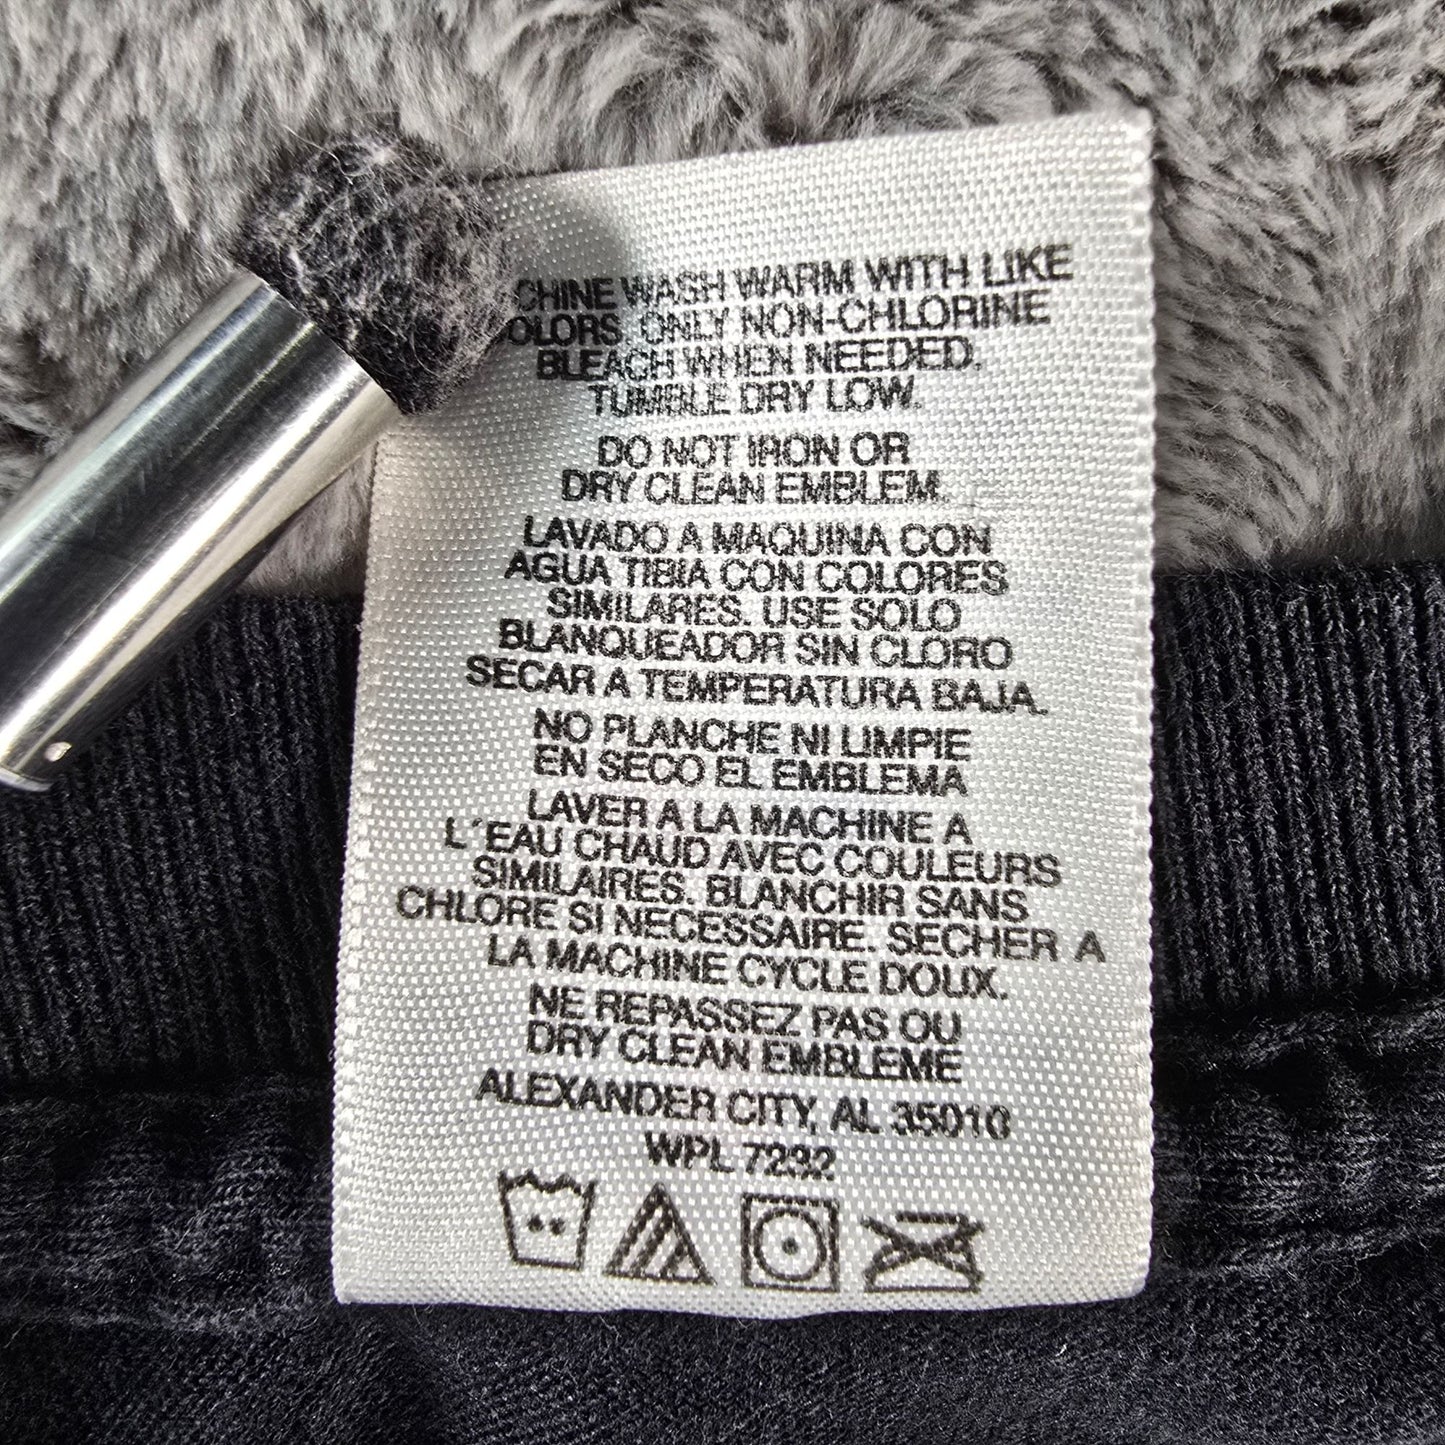 CHINE WASH WARM WITH LIKE
OLORS. ONLY NON-CHLORINE
BLEACH WHEN NEEDED.
TUMBLE DRY LOW.
DO NOT IRON OR
DRY CLEAN EMBLEM.
LAVADO A MAQUINA CON
AGUA TIBIA CON COLORES
SIMILARES. USE SOLO
BLANQUEADOR SIN CLORO
SECAR A TEMPERATURA BAJA.
NO PLANCHE NI LIMPIE
EN SECO EL EMBLEMA
LAVER A LA MACHINE A
L´EAU CHAUD AVEC COULEURS
SIMILAIRES. BLANCHIR SANS
CHLORE SI NECESSAIRE. SECHER A
LA MACHINE CYCLE DOUX.
NE REPASSEZ PAS OU
DRY CLEAN EMBLEME
ALEXANDER CITY, AL 35010
WPL 7232